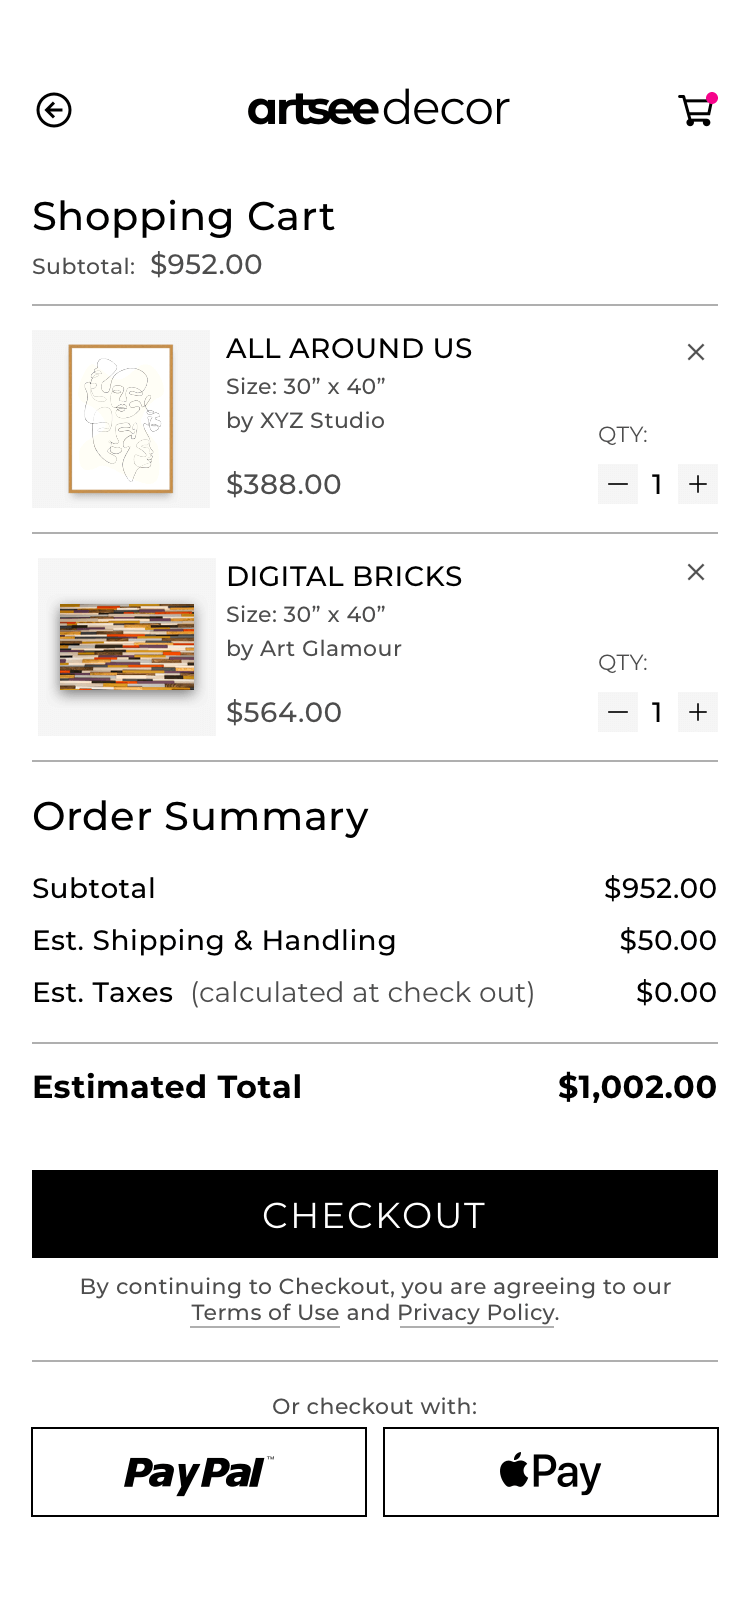 artsee decor
Shopping Cart
Subtotal: $952.00
ALL AROUND US
Size: 30” x 40”
by XYZ Studio
QTY:
$388.00
1
DIGITAL BRICKS
Size: 30” x 40”
by Art Glamour
QTY:
$564.00
1
Order Summary
Subtotal $952.00
Est. Shipping & Handling $50.00
Est. Taxes (calculated at check out) $0.00
Estimated Total $1,002.00
CHECKOUT
By continuing to Checkout, you are agreeing to our
Terms of Use and Privacy Policy.
Or checkout with:
PayPal™ Pay